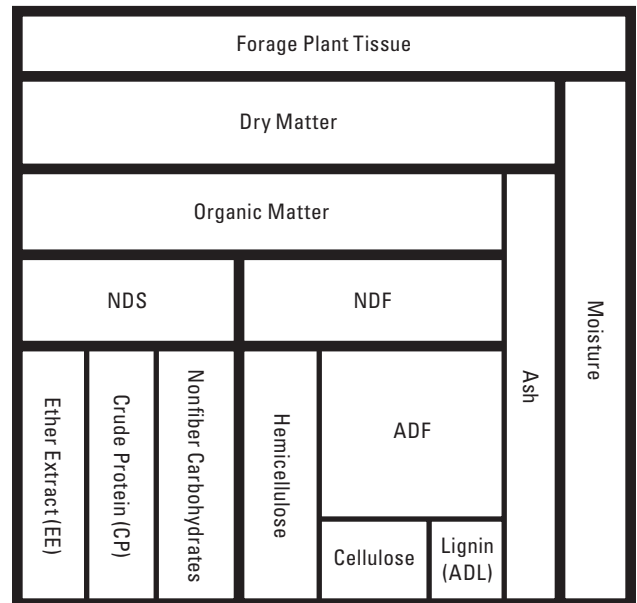 Forage Plant Tissue
Dry Matter
Moisture
Organic Matter
Ash
NDS
NDF
Ether Extract (EE)
Crude Protein (CP)
Nonfiber Carbohydrates
Hemicellulose
ADF
Cellulose
Lignin
(ADL)